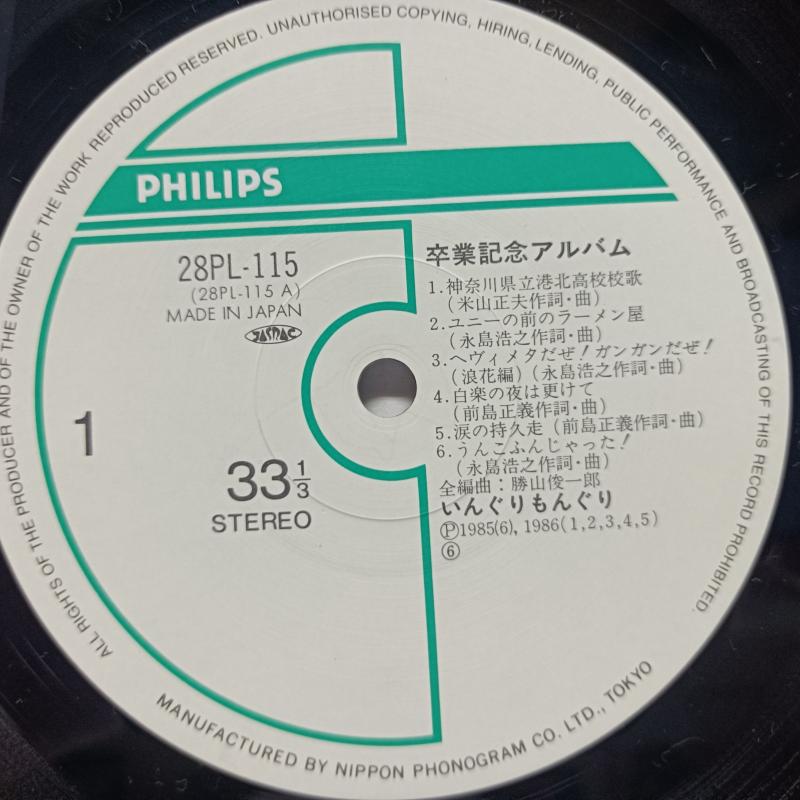 ALL RIGHTS OF THE PRODUCER AND OF THE OWNER OF THE WORK REPRODUCED RESERVED. UNAUTHORISED COPYING, HIRING, LENDING, PUBLIC PERFORMANCE AND BROADCASTING OF THIS RECORD PROHIBITED.
PHILIPS
28PL-115
(28PL-115 A)
MADE IN JAPAN
JASRAC
1
33 1/3
STEREO
卒業記念アルバム
1.神奈川県立港北高校校歌
(米山正夫作詞・曲)
2.ユニーの前のラーメン屋
(永島浩之作詞・曲)
3.ヘヴィメタだぜ!ガンガンだぜ!
(浪花編)(永島浩之作詞・曲)
4.白楽の夜は更けて
(前島正義作詞・曲)
5.涙の持久走(前島正義作詞・曲)
6.うんこふんじゃった!
(永島浩之作詞・曲)
全編曲:勝山俊一郎
いんぐりもんぐり
Ⓟ1985(6), 1986(1,2,3,4,5)
⑥
MANUFACTURED BY NIPPON PHONOGRAM CO. LTD., TOKYO